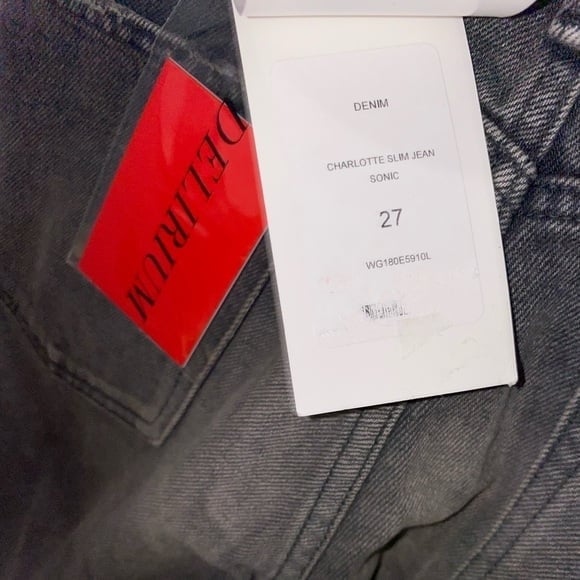 DELIRIUM
DENIM
CHARLOTTE SLIM JEAN
SONIC
27
WG180E5910L